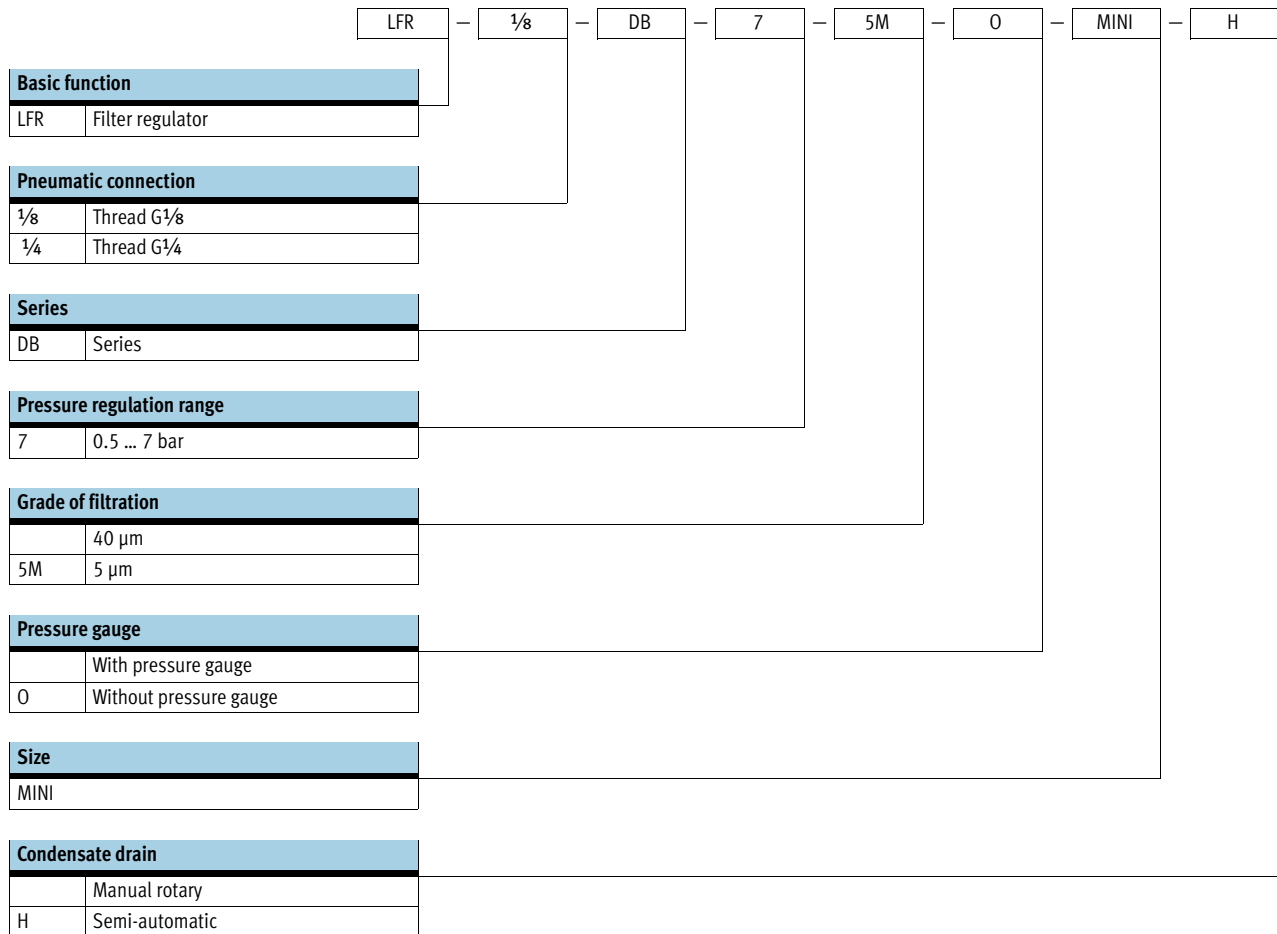 LFR – ⅛ – DB – 7 – 5M – O – MINI – H
Basic function
LFR Filter regulator
Pneumatic connection
⅛ Thread G⅛
¼ Thread G¼
Series
DB Series
Pressure regulation range
7 0.5 ... 7 bar
Grade of filtration
40 µm
5M 5 µm
Pressure gauge
With pressure gauge
O Without pressure gauge
Size
MINI
Condensate drain
Manual rotary
H Semi-automatic